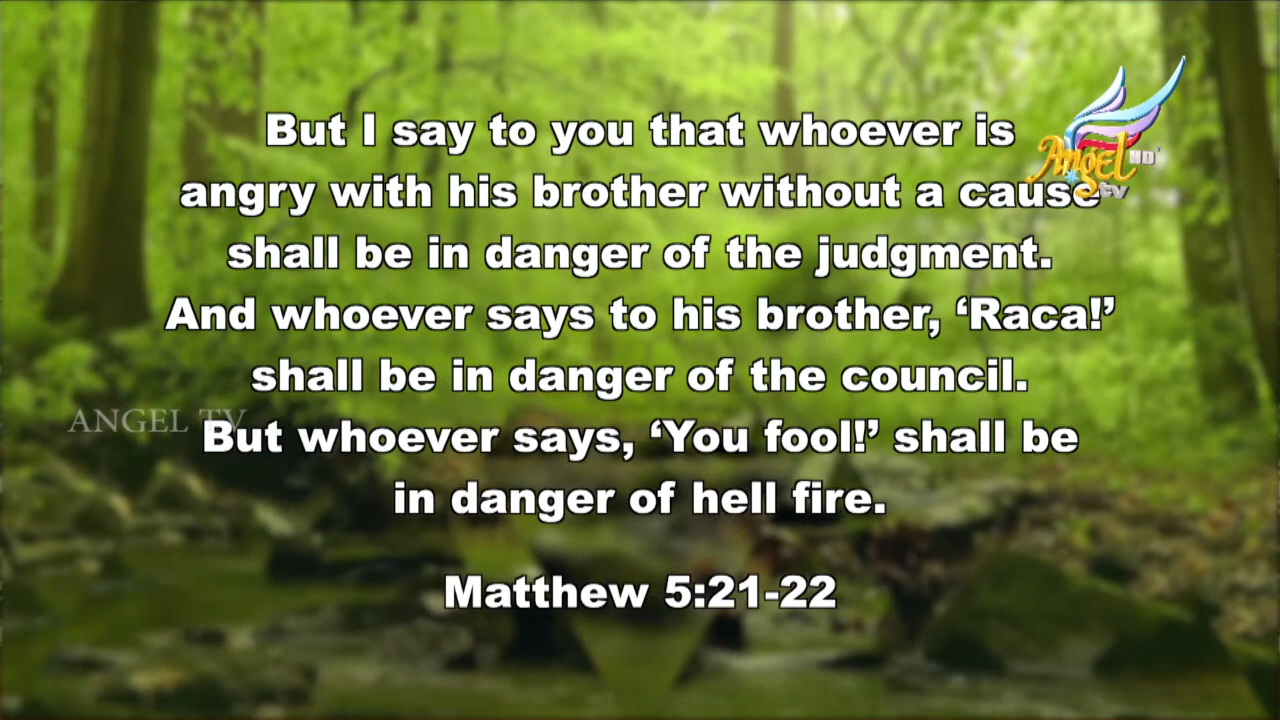 But I say to you that whoever is
angry with his brother without a cause
shall be in danger of the judgment.
And whoever says to his brother, ‘Raca!’
shall be in danger of the council.
But whoever says, ‘You fool!’ shall be
in danger of hell fire.
Matthew 5:21-22
Angel HD
tv
ANGEL TV